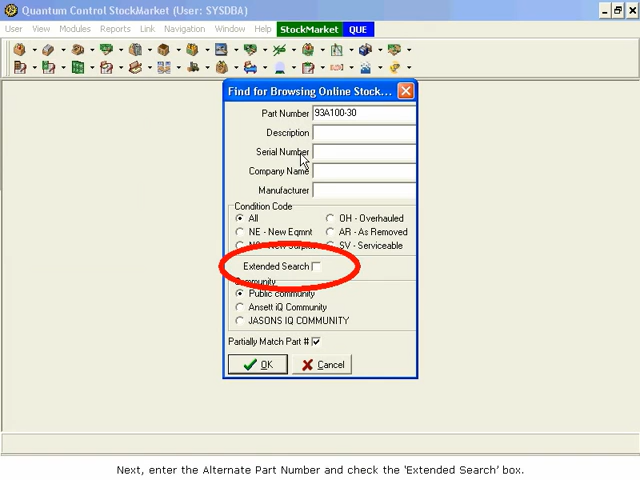 Quantum Control StockMarket (User: SYSDBA)
User View Modules Reports Link Navigation Window Help StockMarket QUE
Find for Browsing Online Stock...
Part Number 93A100-30
Description
Serial Number
Company Name
Manufacturer
Condition Code
All OH - Overhauled
NE - New Eqmnt AR - As Removed
SV - Serviceable
Extended Search
Community
Public community
Ansett iQ Community
JASONS IQ COMMUNITY
Partially Match Part #
OK Cancel
Next, enter the Alternate Part Number and check the 'Extended Search' box.